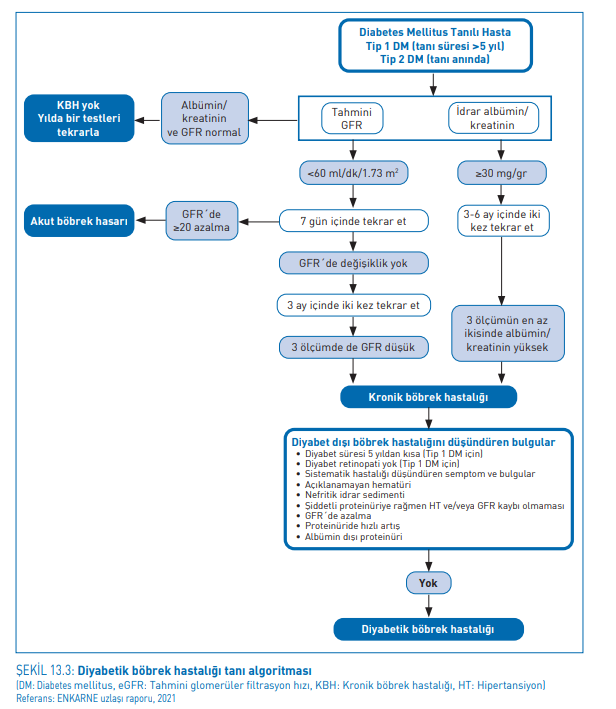 Diabetes Mellitus Tanılı Hasta
Tip 1 DM (tanı süresi >5 yıl)
Tip 2 DM (tanı anında)
KBH yok
Yılda bir testleri
tekrarla
Albümin/
kreatinin
ve GFR normal
Tahmini
GFR
İdrar albümin/
kreatinin
<60 ml/dk/1.73 m²
≥30 mg/gr
Akut böbrek hasarı
GFR´de
≥20 azalma
7 gün içinde tekrar et
3-6 ay içinde iki
kez tekrar et
GFR´de değişiklik yok
3 ay içinde iki kez tekrar et
3 ölçümde de GFR düşük
3 ölçümün en az
ikisinde albümin/
kreatinin yüksek
Kronik böbrek hastalığı
Diyabet dışı böbrek hastalığını düşündüren bulgular
• Diyabet süresi 5 yıldan kısa (Tip 1 DM için)
• Diyabet retinopati yok (Tip 1 DM için)
• Sistematik hastalığı düşündüren semptom ve bulgular
• Açıklanamayan hematüri
• Nefritik idrar sedimenti
• Şiddetli proteinüriye rağmen HT ve/veya GFR kaybı olmaması
• GFR´de azalma
• Proteinüride hızlı artış
• Albümin dışı proteinüri
Yok
Diyabetik böbrek hastalığı
ŞEKİL 13.3: Diyabetik böbrek hastalığı tanı algoritması
(DM: Diabetes mellitus, eGFR: Tahmini glomerüler filtrasyon hızı, KBH: Kronik böbrek hastalığı, HT: Hipertansiyon)
Referans: ENKARNE uzlaşı raporu, 2021